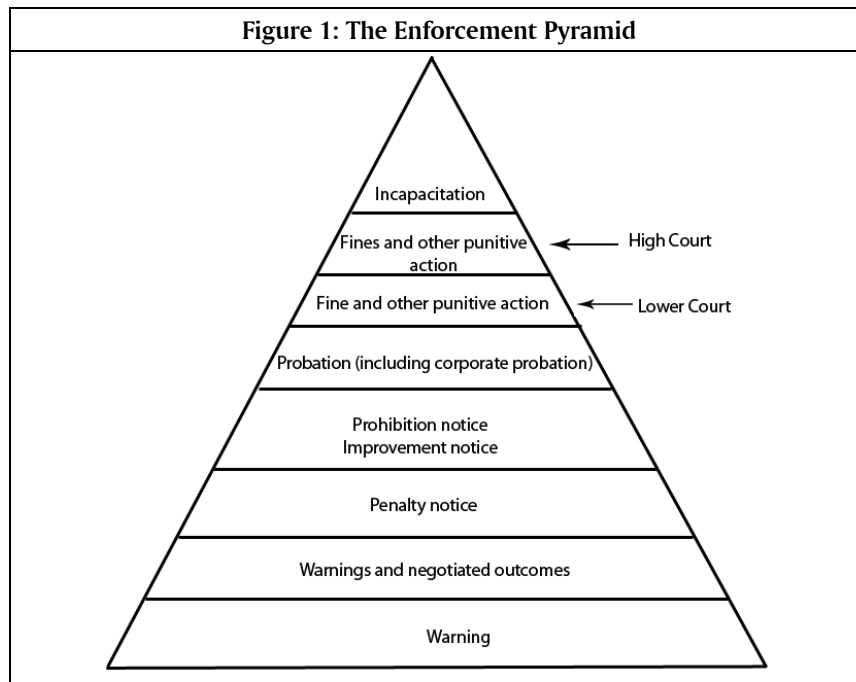 Figure 1: The Enforcement Pyramid
Incapacitation
Fines and other punitive
action
High Court
Fine and other punitive action
Lower Court
Probation (including corporate probation)
Prohibition notice
Improvement notice
Penalty notice
Warnings and negotiated outcomes
Warning